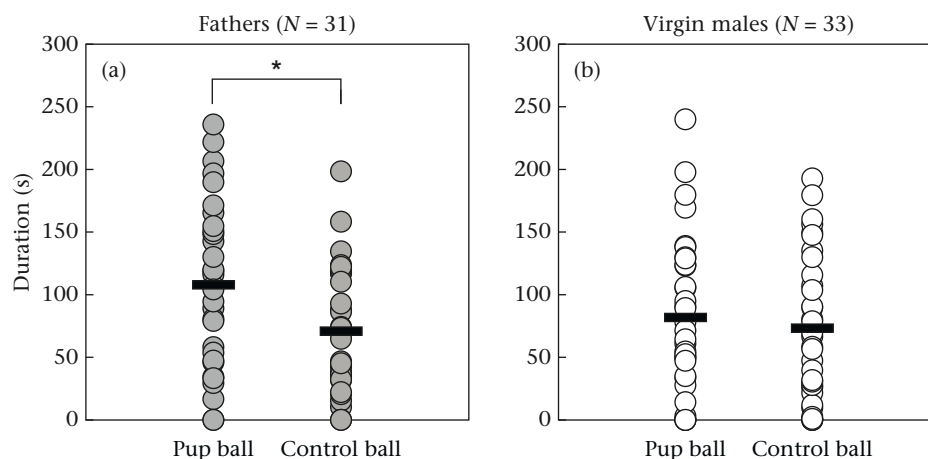 Fathers (N = 31)
Virgin males (N = 33)
300
250
200
150
100
50
0
Duration (s)
(a)
*
Pup ball
Control ball
300
250
200
150
100
50
0
(b)
Pup ball
Control ball